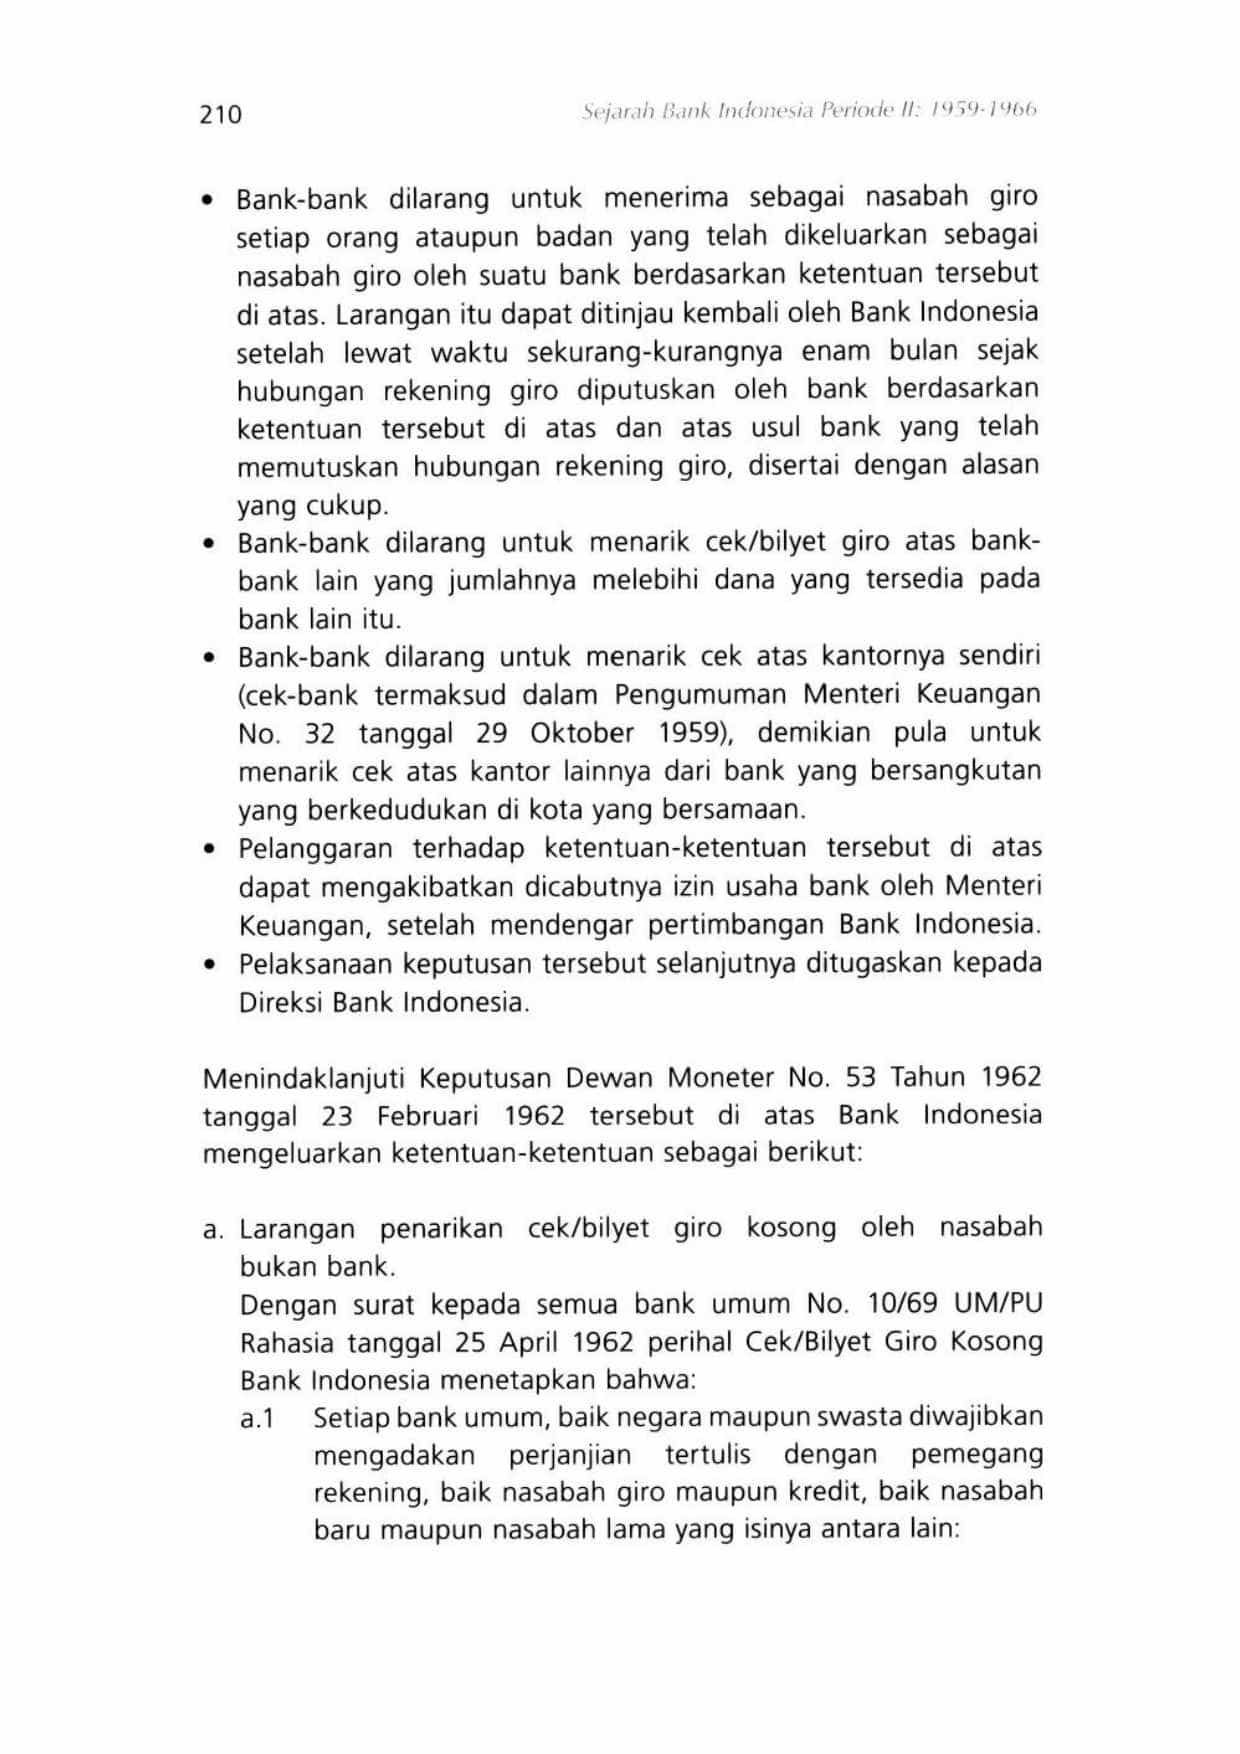 210
Sejarah Bank Indonesia Periode II: 1959-1966
• Bank-bank dilarang untuk menerima sebagai nasabah giro
setiap orang ataupun badan yang telah dikeluarkan sebagai
nasabah giro oleh suatu bank berdasarkan ketentuan tersebut
di atas. Larangan itu dapat ditinjau kembali oleh Bank Indonesia
setelah lewat waktu sekurang-kurangnya enam bulan sejak
hubungan rekening giro diputuskan oleh bank berdasarkan
ketentuan tersebut di atas dan atas usul bank yang telah
memutuskan hubungan rekening giro, disertai dengan alasan
yang cukup.
• Bank-bank dilarang untuk menarik cek/bilyet giro atas bank-
bank lain yang jumlahnya melebihi dana yang tersedia pada
bank lain itu.
• Bank-bank dilarang untuk menarik cek atas kantornya sendiri
(cek-bank termaksud dalam Pengumuman Menteri Keuangan
No. 32 tanggal 29 Oktober 1959), demikian pula untuk
menarik cek atas kantor lainnya dari bank yang bersangkutan
yang berkedudukan di kota yang bersamaan.
• Pelanggaran terhadap ketentuan-ketentuan tersebut di atas
dapat mengakibatkan dicabutnya izin usaha bank oleh Menteri
Keuangan, setelah mendengar pertimbangan Bank Indonesia.
• Pelaksanaan keputusan tersebut selanjutnya ditugaskan kepada
Direksi Bank Indonesia.
Menindaklanjuti Keputusan Dewan Moneter No. 53 Tahun 1962
tanggal 23 Februari 1962 tersebut di atas Bank Indonesia
mengeluarkan ketentuan-ketentuan sebagai berikut:
a. Larangan penarikan cek/bilyet giro kosong oleh nasabah
bukan bank.
Dengan surat kepada semua bank umum No. 10/69 UM/PU
Rahasia tanggal 25 April 1962 perihal Cek/Bilyet Giro Kosong
Bank Indonesia menetapkan bahwa:
a.1 Setiap bank umum, baik negara maupun swasta diwajibkan
mengadakan perjanjian tertulis dengan pemegang
rekening, baik nasabah giro maupun kredit, baik nasabah
baru maupun nasabah lama yang isinya antara lain: